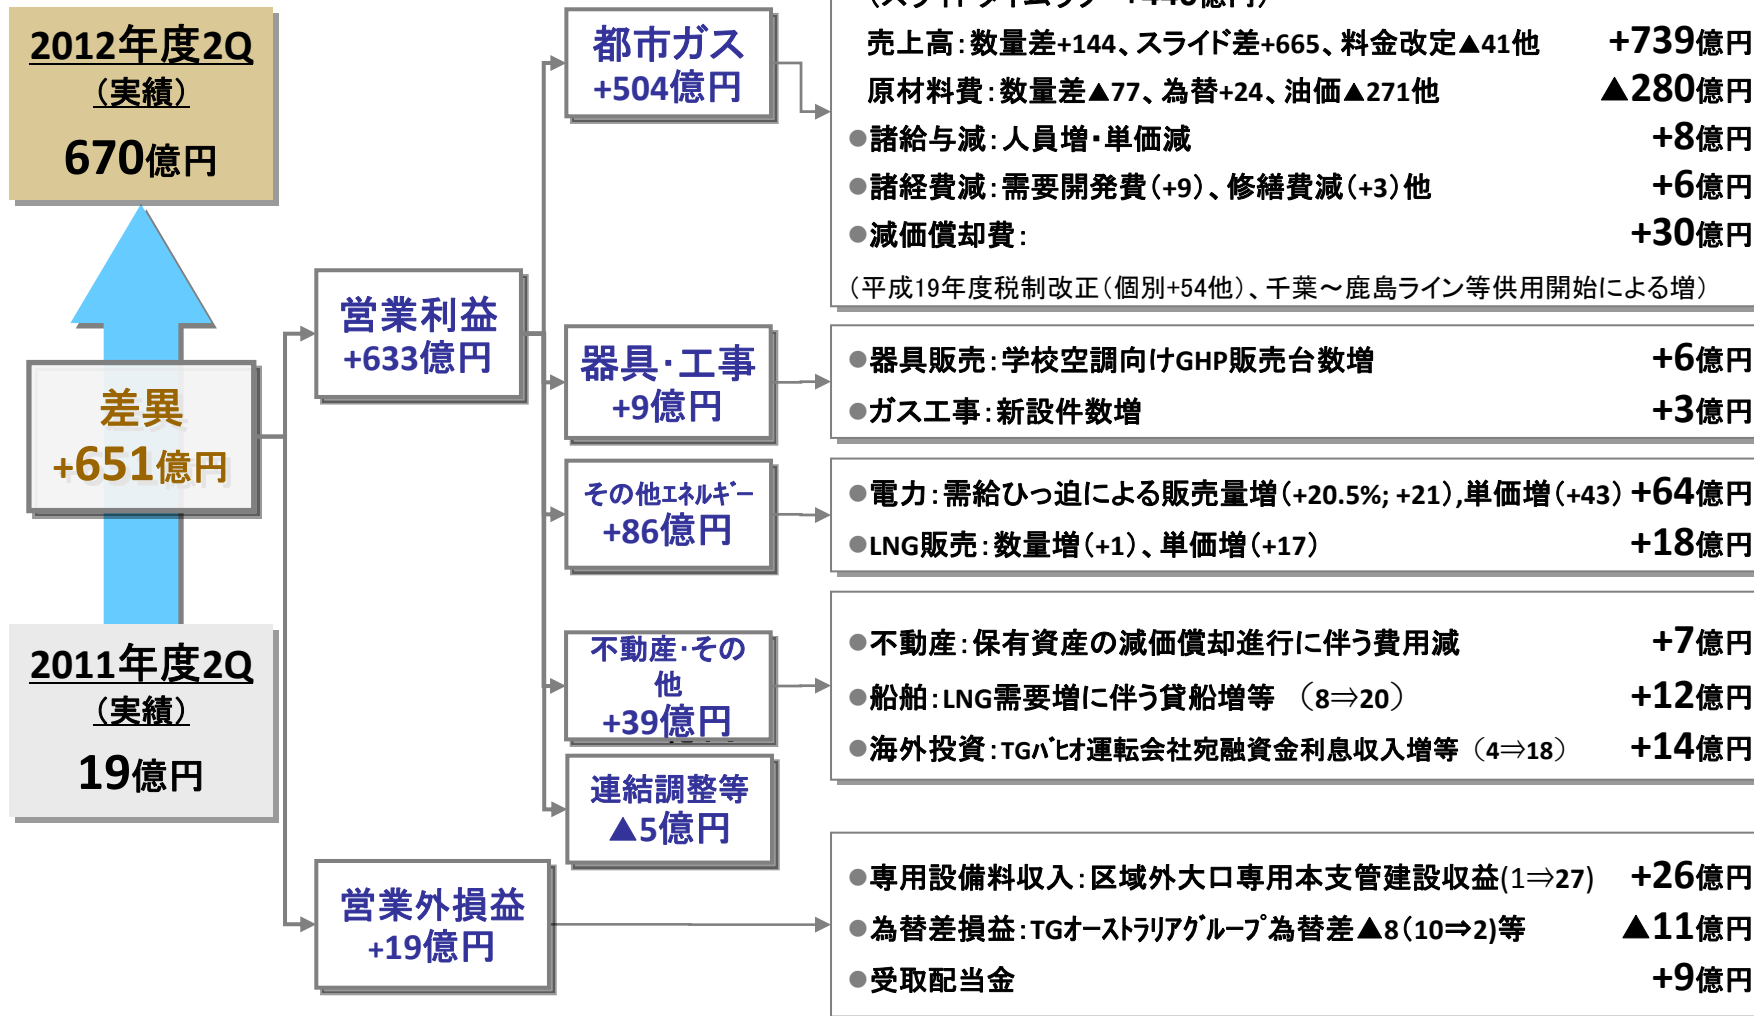 2012年度2Q
（実績）
670億円
差異
+651億円
2011年度2Q
（実績）
19億円
営業利益
+633億円
営業外損益
+19億円
都市ガス
+504億円
器具・工事
+9億円
その他エネルギー
+86億円
不動産・その
他
+39億円
連結調整等
▲5億円
売上高：数量差+144、スライド差+665、料金改定▲41他 +739億円
原材料費：数量差▲77、為替+24、油価▲271他 ▲280億円
●諸給与減：人員増・単価減 +8億円
●諸経費減：需要開発費（+9）、修繕費減（+3）他 +6億円
●減価償却費： +30億円
（平成19年度税制改正（個別+54他）、千葉～鹿島ライン等供用開始による増）
●器具販売：学校空調向けGHP販売台数増 +6億円
●ガス工事：新設件数増 +3億円
●電力：需給ひっ迫による販売量増（+20.5%; +21）,単価増（+43） +64億円
●LNG販売：数量増（+1）、単価増（+17） +18億円
●不動産：保有資産の減価償却進行に伴う費用減 +7億円
●船舶：LNG需要増に伴う貸船増等 （8⇒20） +12億円
●海外投資：TGバヒオ運転会社宛融資金利息収入増等（4⇒18） +14億円
●専用設備料収入：区域外大口専用本支管建設収益(1⇒27) +26億円
●為替差損益：TGオーストラリアグループ為替差▲8（10⇒2)等 ▲11億円
●受取配当金 +9億円